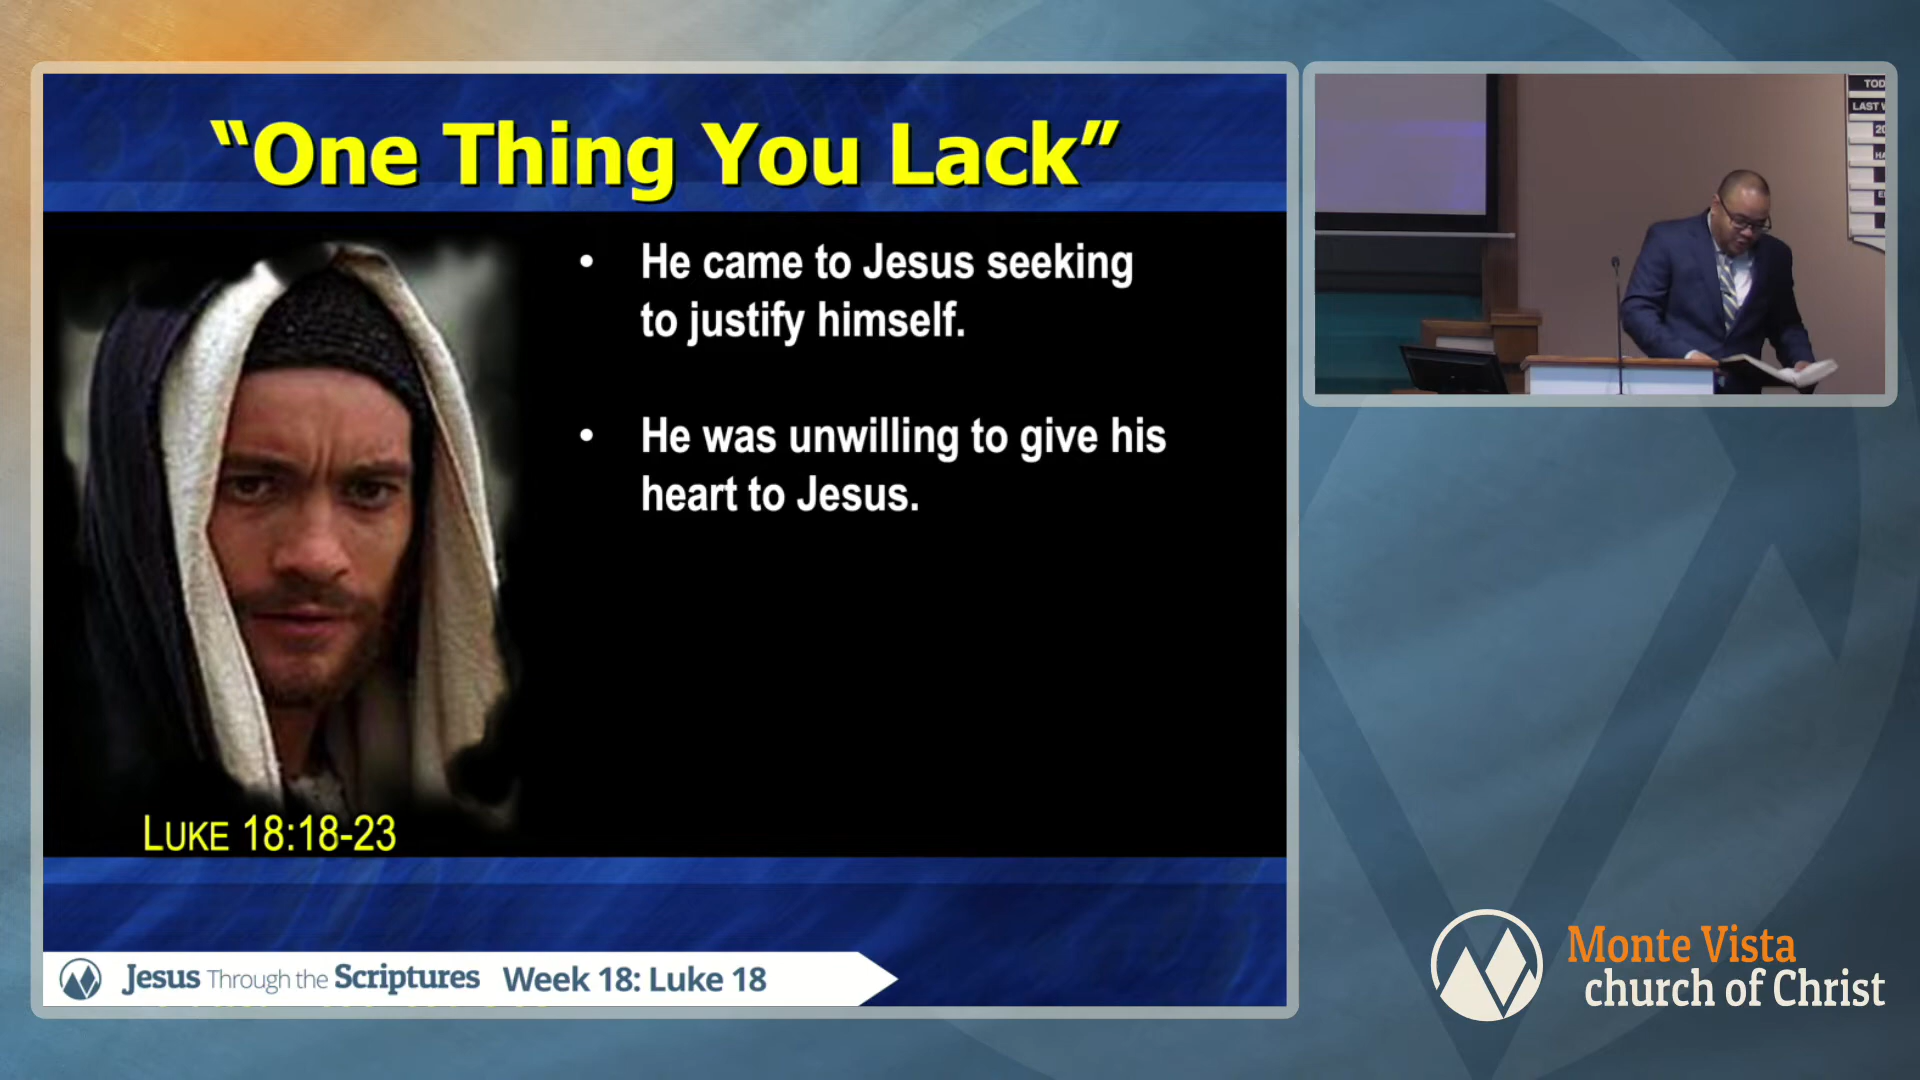 “One Thing You Lack”
• He came to Jesus seeking
to justify himself.
• He was unwilling to give his
heart to Jesus.
LUKE 18:18-23
Jesus Through the Scriptures Week 18: Luke 18
LAST
Monte Vista
church of Christ